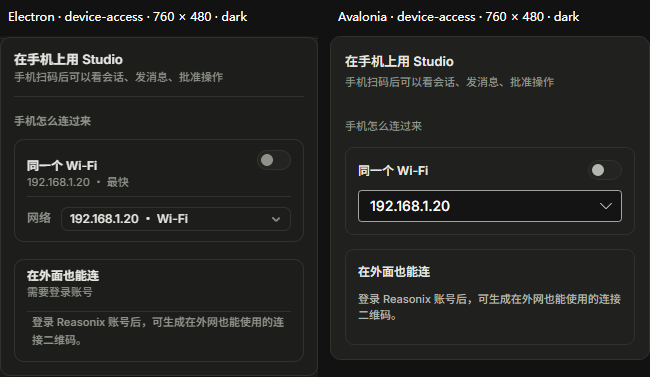 Electron · device-access · 760 × 480 · dark
在手机上用 Studio
手机扫码后可以看会话、发消息、批准操作
手机怎么连过来
同一个 Wi-Fi
192.168.1.20 • 最快
网络 192.168.1.20 • Wi-Fi
在外面也能连
需要登录账号
登录 Reasonix 账号后，可生成在外网也能使用的连
接二维码。
Avalonia · device-access · 760 × 480 · dark
在手机上用 Studio
手机扫码后可以看会话、发消息、批准操作
手机怎么连过来
同一个 Wi-Fi
192.168.1.20
在外面也能连
登录 Reasonix 账号后，可生成在外网也能使用的连接
二维码。